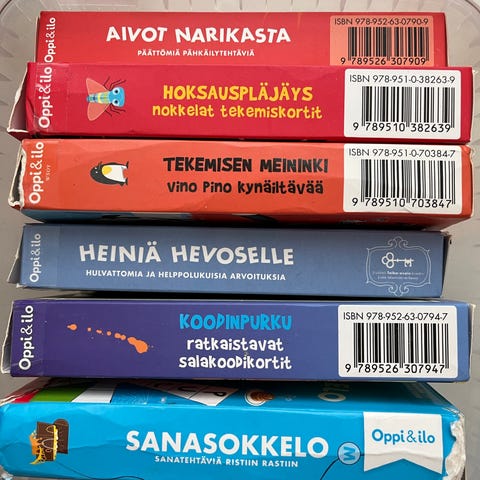 Oppi&ilo
AIVOT NARIKASTA
PÄÄTTÖMIÄ PÄHKÄILYTEHTÄVIÄ
ISBN 978-952-63-0790-9
9 789526 307909
Oppi&ilo
HOKSAUSPLÄJÄYS
nokkelat tekemiskortit
ISBN 978-951-0-38263-9
9 789510 382639
Oppi&ilo
WSOY
TEKEMISEN MEININKI
vino pino kynäiltävää
ISBN 978-951-0-70384-7
9 789510 703847
Oppi&ilo
HEINIÄ HEVOSELLE
HULVATTOMIA JA HELPPOLUKUISIA ARVOITUKSIA
Oppi&ilo
KOODINPURKU
ratkaistavat
salakoodikortit
ISBN 978-952-63-0794-7
9 789526 307947
SANASOKKELO
SANATEHTÄVIÄ RISTIIN RASTIIN
M
Oppi&ilo